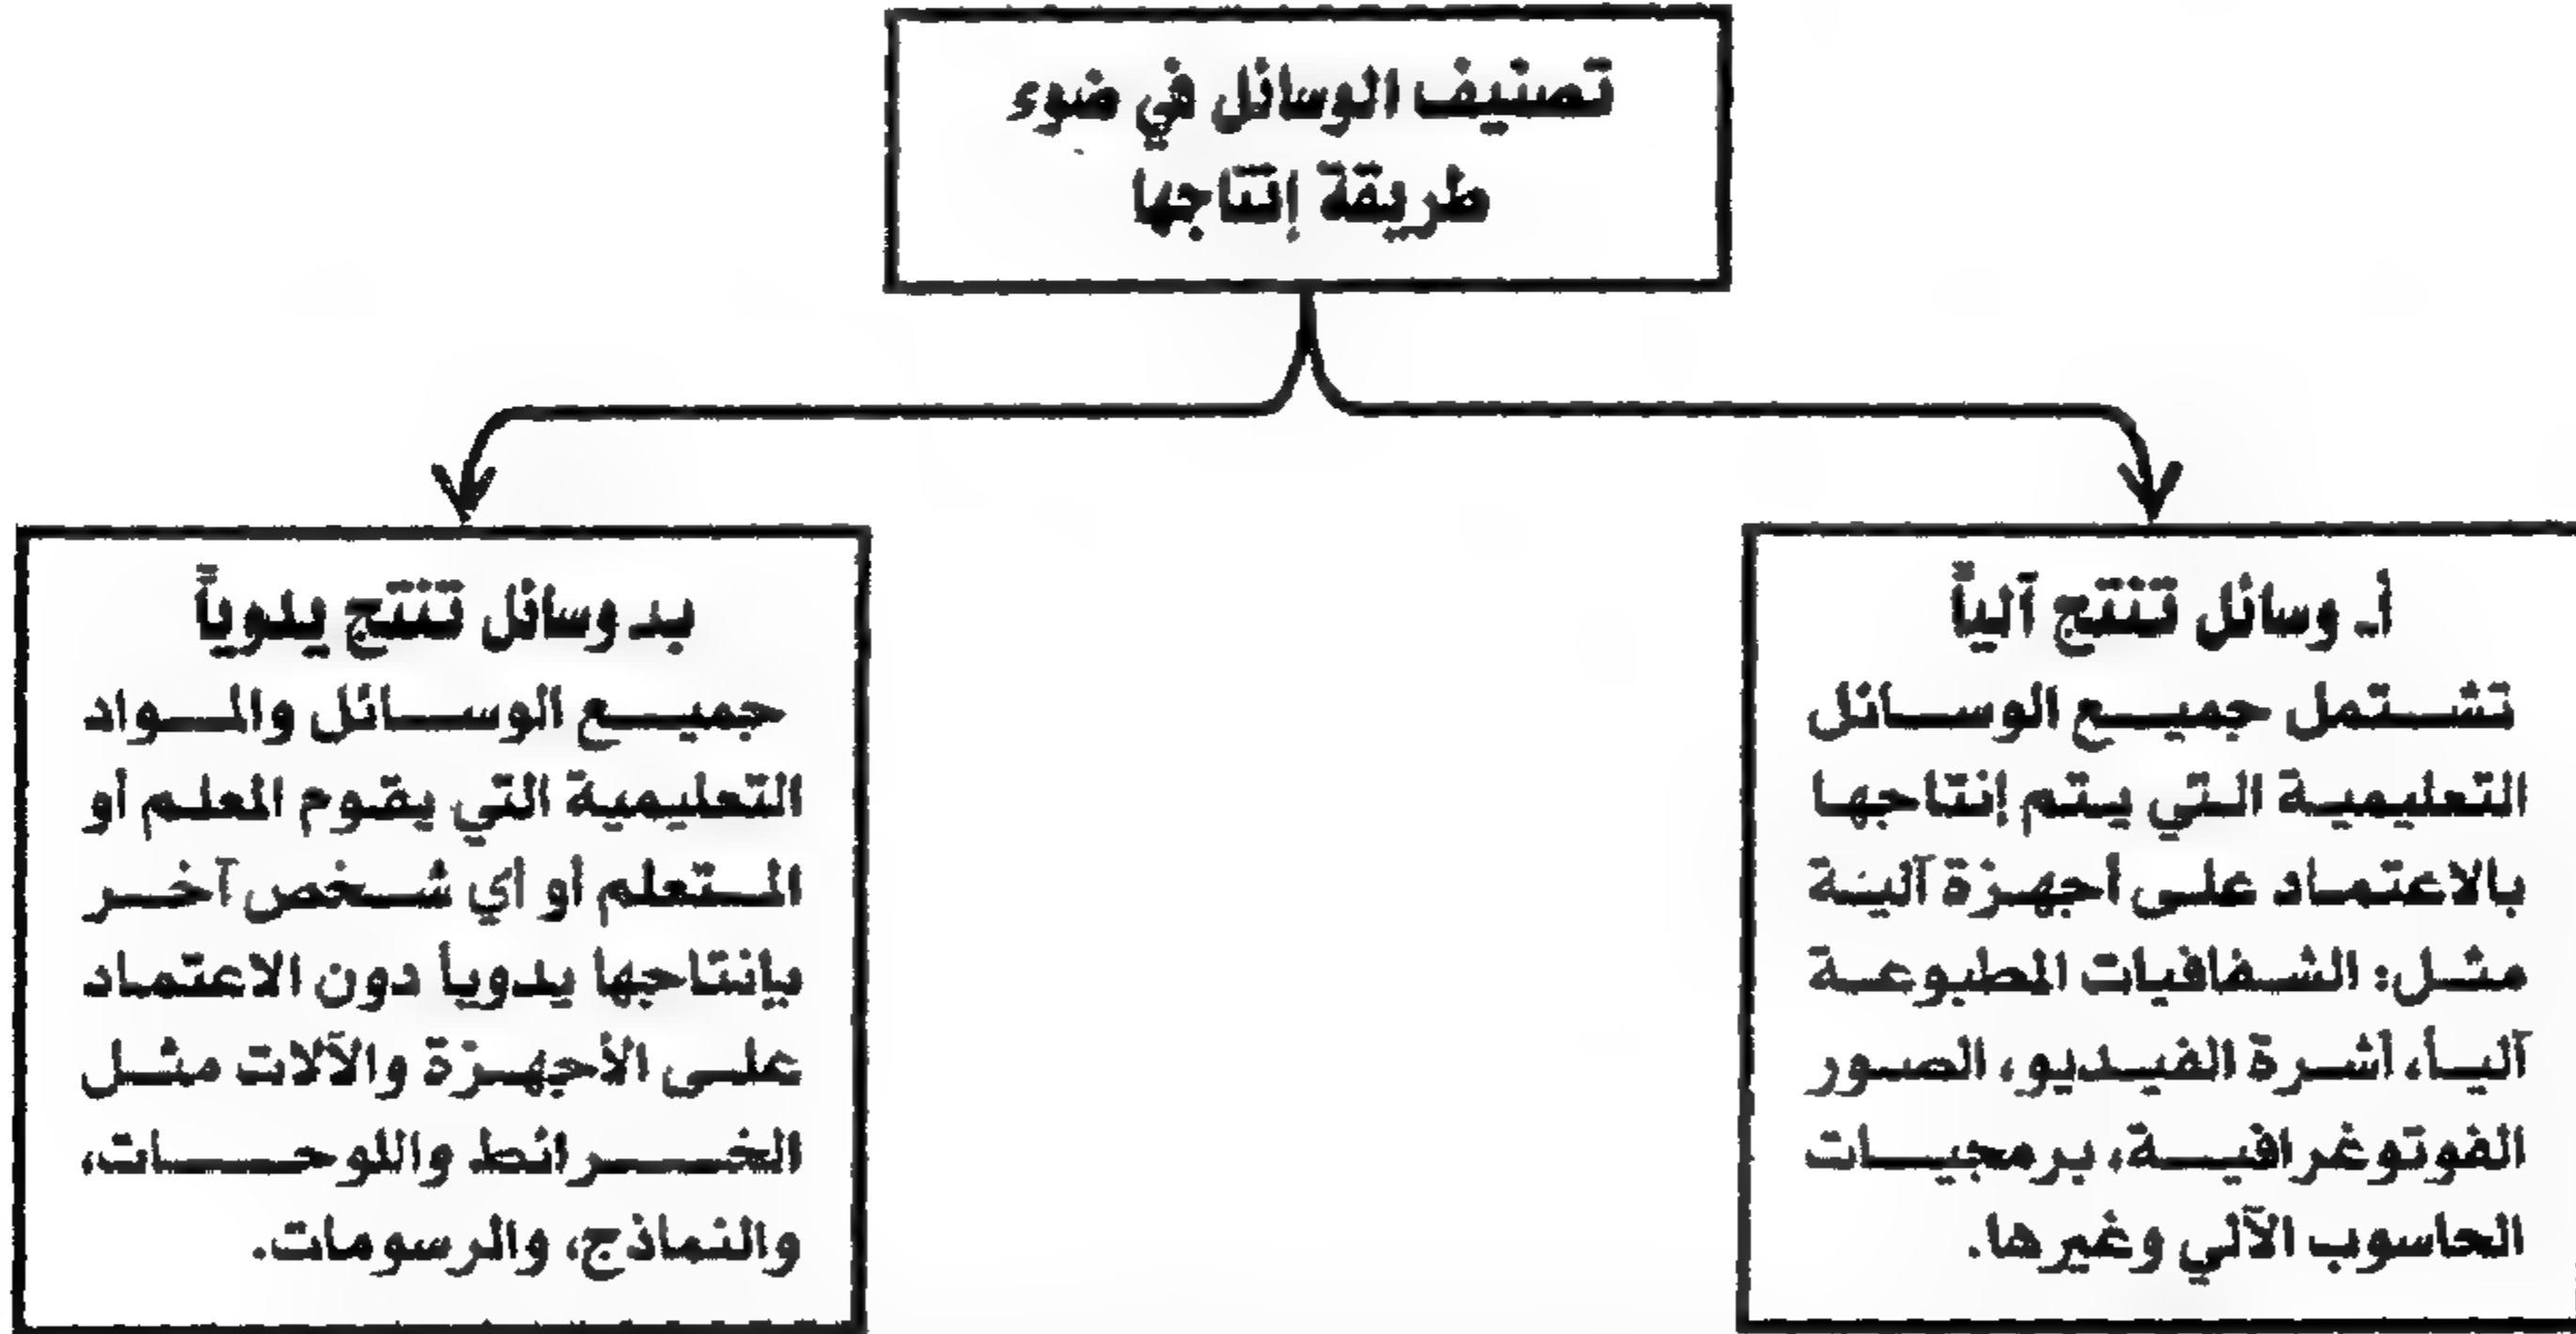 تصنيف الوسائل في ضوء
طريقة إنتاجها
أ۔ وسائل تنتج آلياً
تشتمل جميع الوسائل
التعليمية التي يتم إنتاجها
بالاعتماد على أجهزة آلية
مثل: الشفافيات المطبوعة
آلياً، أشرة الفيديو، الصور
الفوتوغرافية، برمجيات
الحاسوب الآلي وغيرها.
ب۔ وسائل تنتج يدوياً
جميع الوسائل والمواد
التعليمية التي يقوم المعلم أو
المتعلم أو أي شخص آخر
بإنتاجها يدوياً دون الاعتماد
على الأجهزة والآلات مثل
الخرائط واللوحات،
والنماذج، والرسومات.